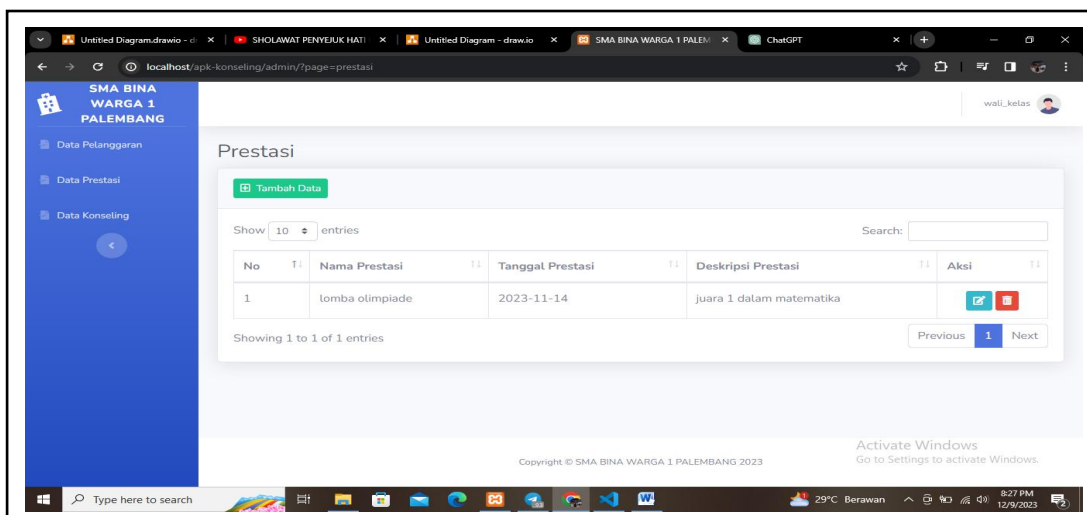 Untitled Diagram.drawio - d
SHOLAWAT PENYEJUK HATI
Untitled Diagram - draw.io
SMA BINA WARGA 1 PALEM
ChatGPT
localhost/apk-konseling/admin/?page=prestasi
SMA BINA
WARGA 1
PALEMBANG
wali_kelas
Data Pelanggaran
Data Prestasi
Data Konseling
Prestasi
Tambah Data
Show 10 entries
Search:
No Nama Prestasi Tanggal Prestasi Deskripsi Prestasi Aksi
1 lomba olimpiade 2023-11-14 juara 1 dalam matematika
Showing 1 to 1 of 1 entries
Previous 1 Next
Copyright © SMA BINA WARGA 1 PALEMBANG 2023
Activate Windows
Go to Settings to activate Windows.
Type here to search
29°C Berawan
8:27 PM
12/9/2023